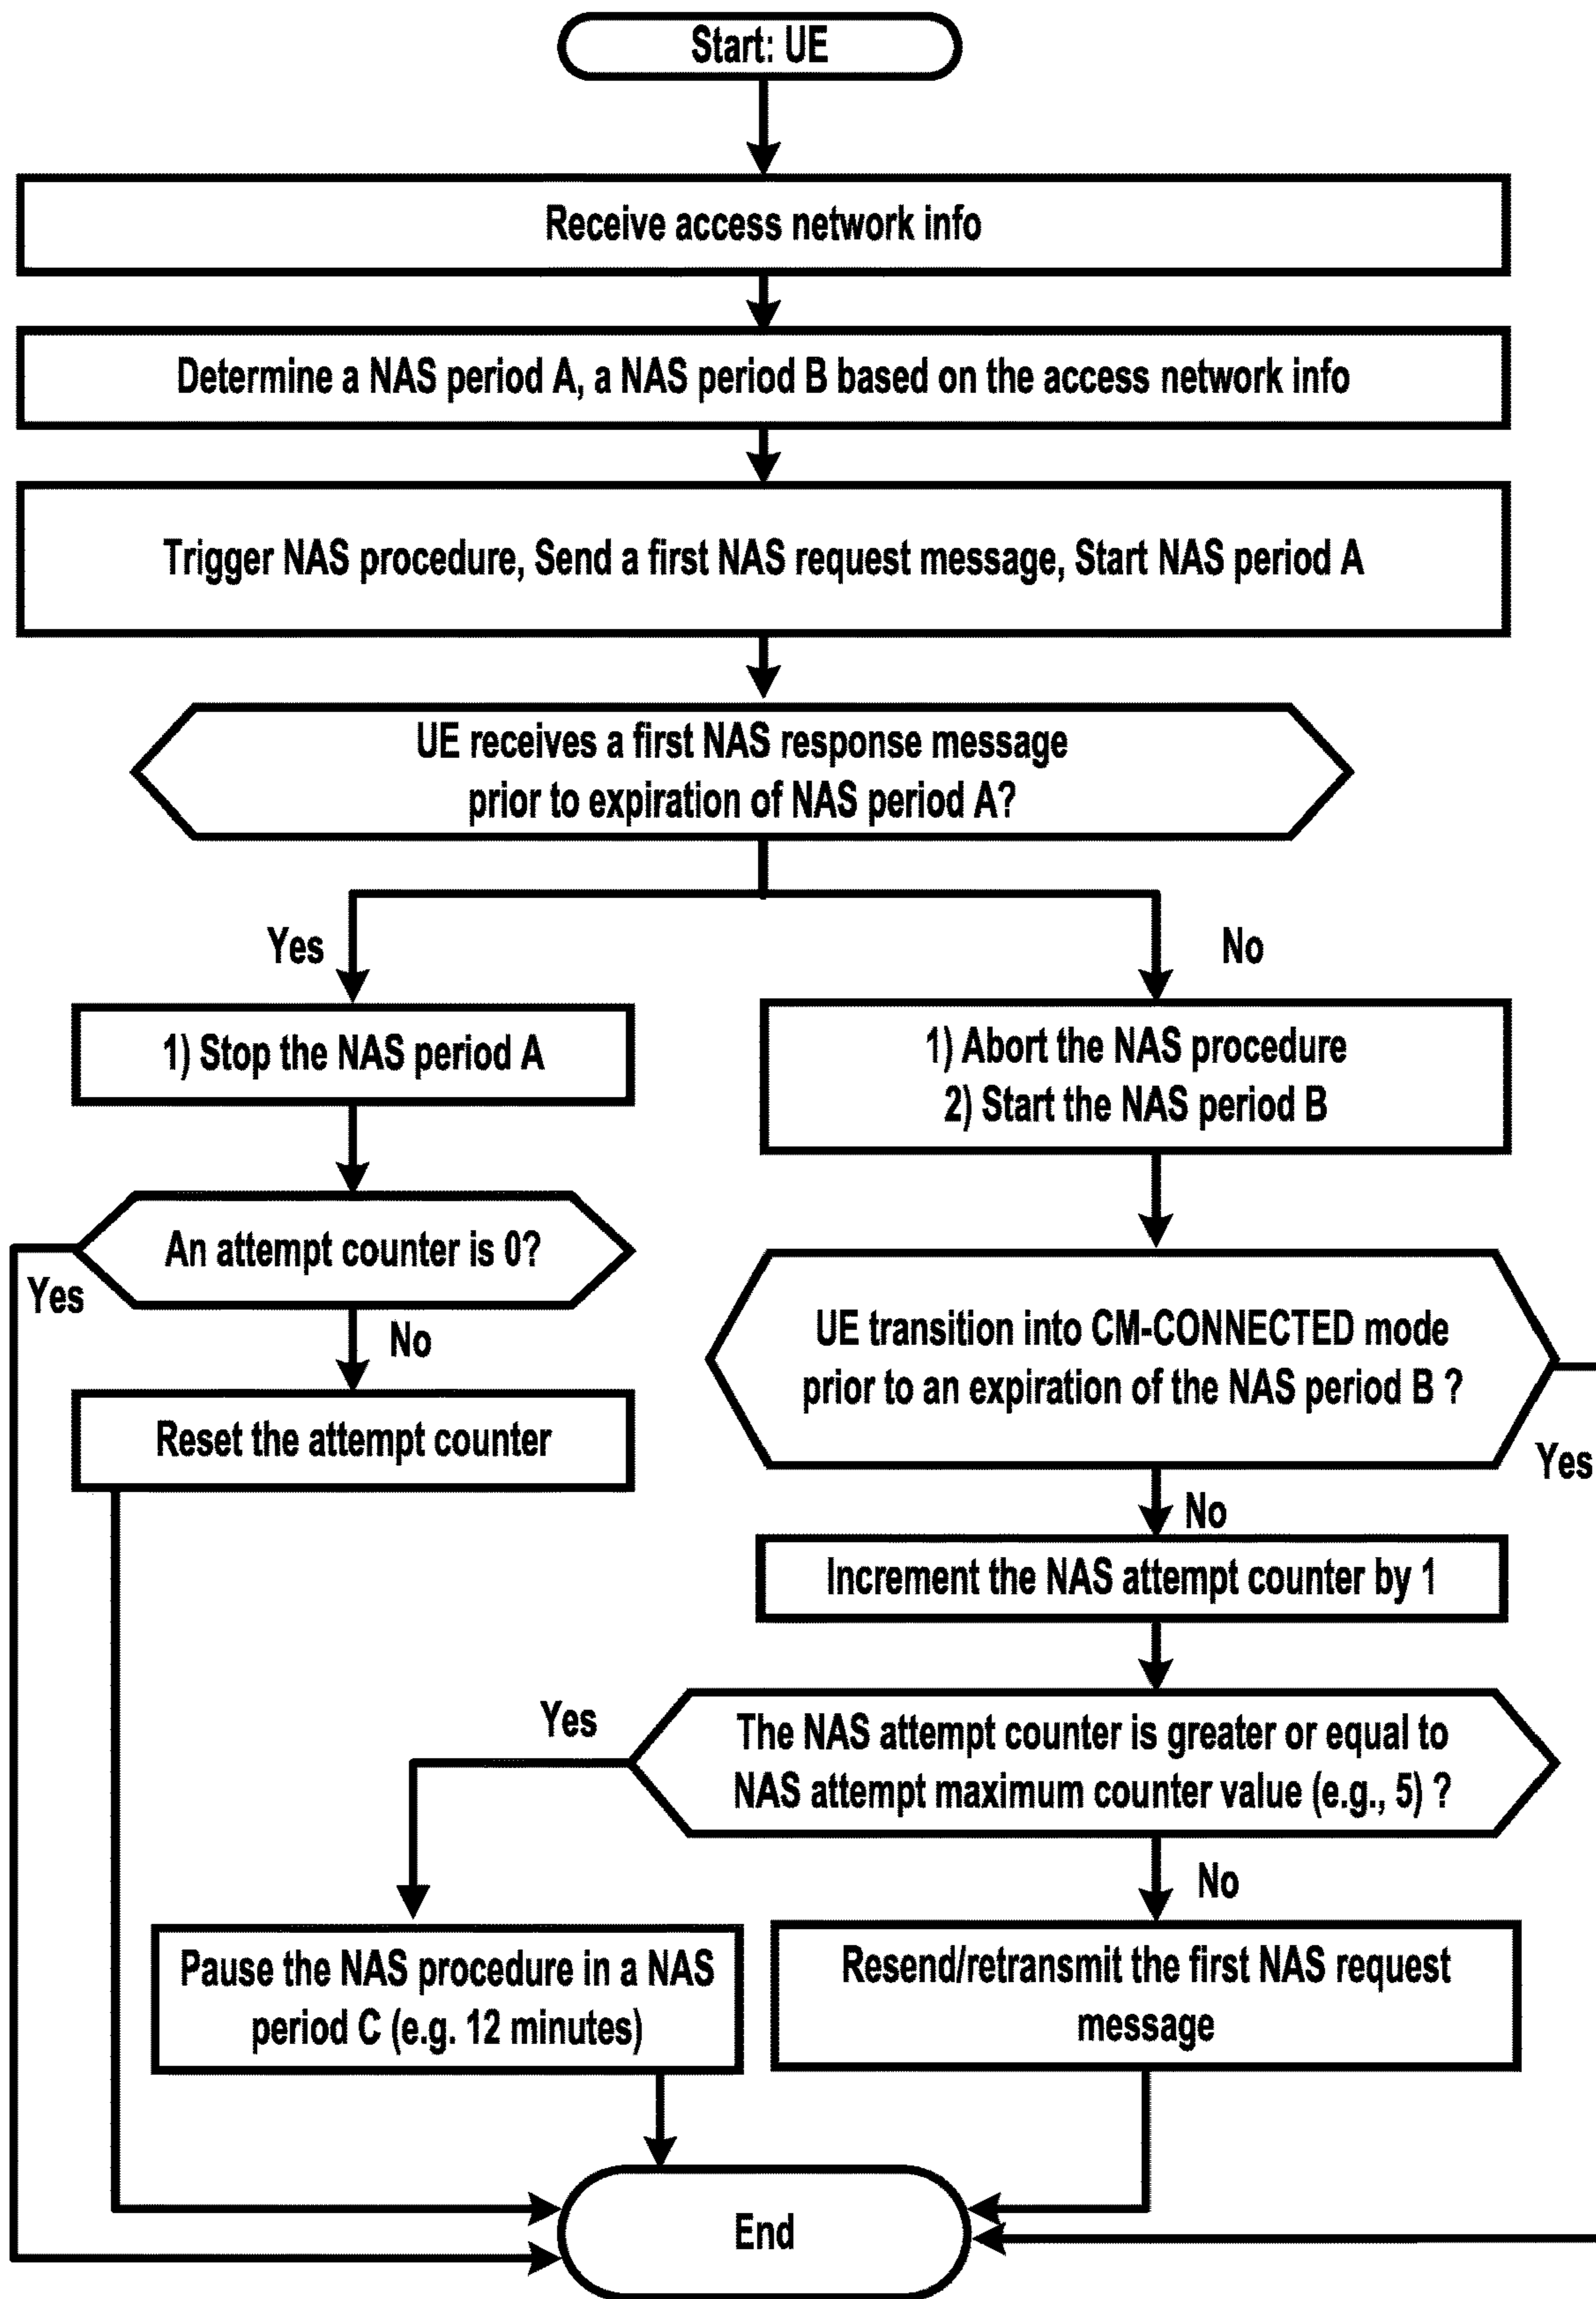 Start: UE
Receive access network info
Determine a NAS period A, a NAS period B based on the access network info
Trigger NAS procedure, Send a first NAS request message, Start NAS period A
UE receives a first NAS response message
prior to expiration of NAS period A?
Yes
No
1) Stop the NAS period A
1) Abort the NAS procedure
2) Start the NAS period B
An attempt counter is 0?
Yes
No
UE transition into CM-CONNECTED mode
prior to an expiration of the NAS period B ?
Reset the attempt counter
Yes
No
Increment the NAS attempt counter by 1
Yes
The NAS attempt counter is greater or equal to
NAS attempt maximum counter value (e.g., 5) ?
No
Pause the NAS procedure in a NAS
period C (e.g. 12 minutes)
Resend/retransmit the first NAS request
message
End